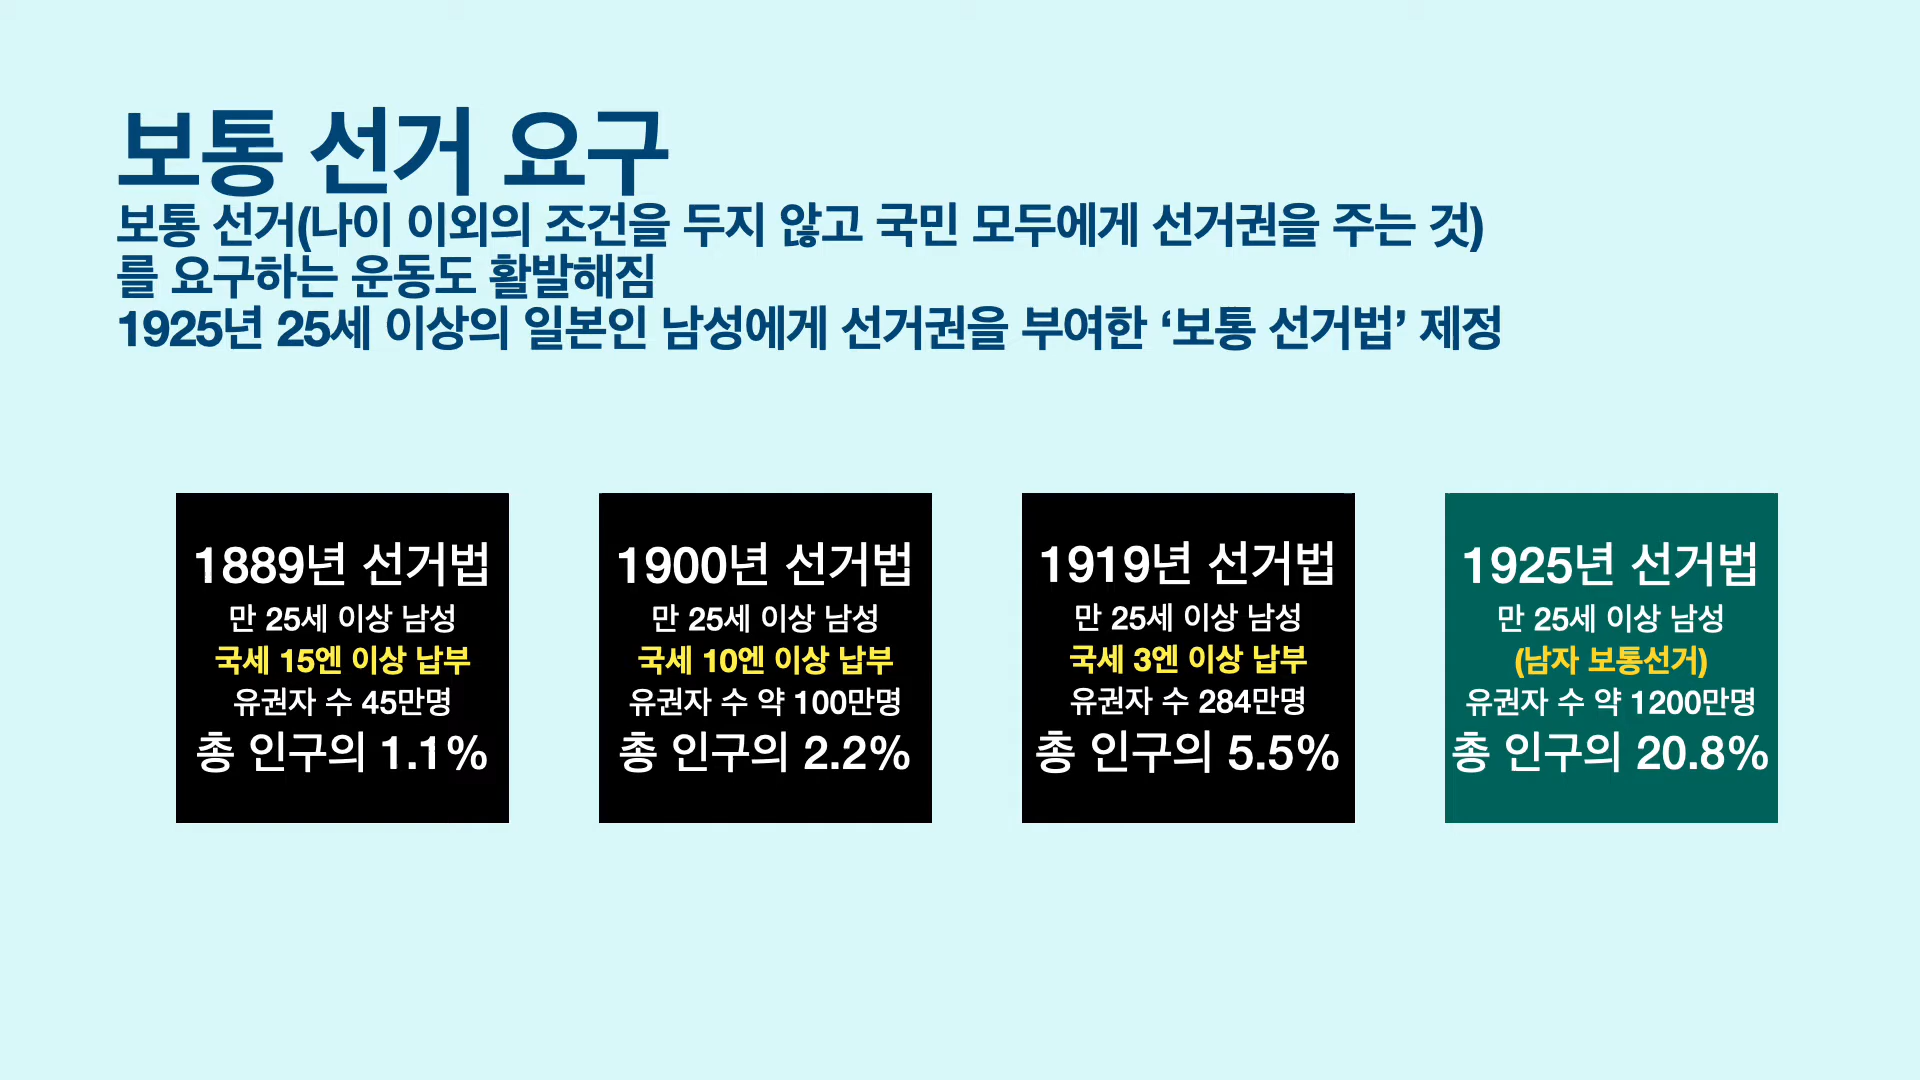 보통 선거 요구
보통 선거(나이 이외의 조건을 두지 않고 국민 모두에게 선거권을 주는 것)
를 요구하는 운동도 활발해짐
1925년 25세 이상의 일본인 남성에게 선거권을 부여한 ‘보통 선거법’ 제정
1889년 선거법
만 25세 이상 남성
국세 15엔 이상 납부
유권자 수 45만명
총 인구의 1.1%
1900년 선거법
만 25세 이상 남성
국세 10엔 이상 납부
유권자 수 약 100만명
총 인구의 2.2%
1919년 선거법
만 25세 이상 남성
국세 3엔 이상 납부
유권자 수 284만명
총 인구의 5.5%
1925년 선거법
만 25세 이상 남성
(남자 보통선거)
유권자 수 약 1200만명
총 인구의 20.8%